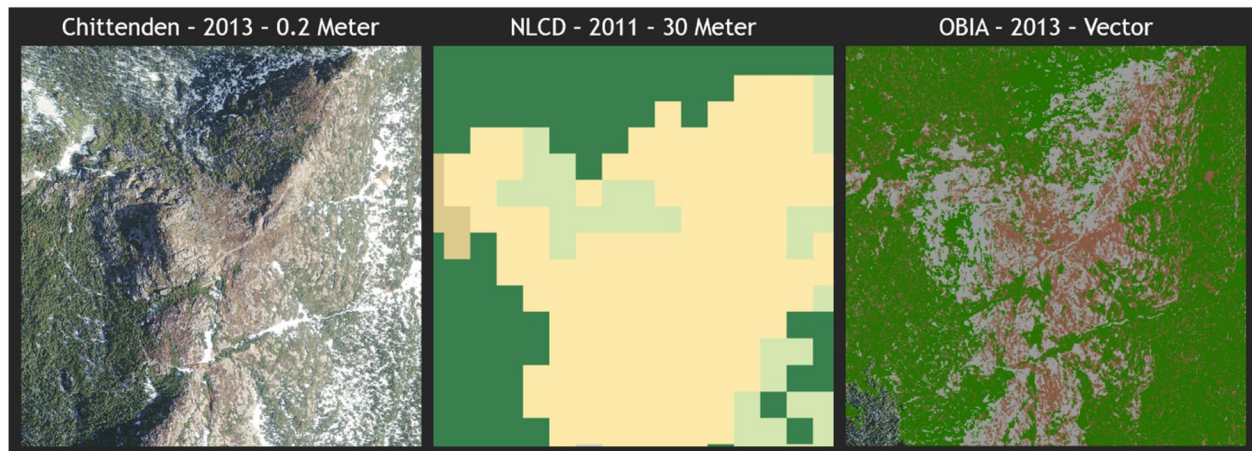 Chittenden - 2013 - 0.2 Meter
NLCD - 2011 - 30 Meter
OBIA - 2013 - Vector